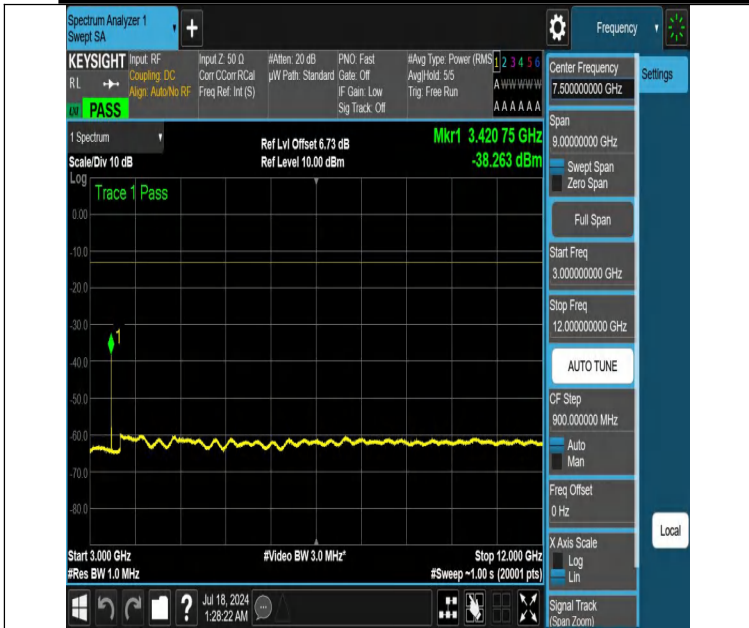 Spectrum Analyzer 1
Swept SA
Frequency
KEYSIGHT
RL
PASS
Input: RF
Coupling: DC
Align: Auto/No RF
Input Z: 50 Ω
Corr CCorr RCal
Freq Ref: Int (S)
#Atten: 20 dB
µW Path: Standard
PNO: Fast
Gate: Off
IF Gain: Low
Sig Track: Off
#Avg Type: Power (RMS
Avg|Hold: 5/5
Trig: Free Run
1 2 3 4 5 6
A W W W W W
A A A A A A
1 Spectrum
Scale/Div 10 dB
Ref Lvl Offset 6.73 dB
Ref Level 10.00 dBm
Mkr1 3.420 75 GHz
-38.263 dBm
Log
Trace 1 Pass
0.00
-10.0
-20.0
-30.0
-40.0
-50.0
-60.0
-70.0
-80.0
1
Start 3.000 GHz
#Res BW 1.0 MHz
#Video BW 3.0 MHz*
Stop 12.000 GHz
#Sweep ~1.00 s (20001 pts)
Jul 18, 2024
1:28:22 AM
Center Frequency
7.500000000 GHz
Settings
Span
9.00000000 GHz
Swept Span
Zero Span
Full Span
Start Freq
3.000000000 GHz
Stop Freq
12.000000000 GHz
AUTO TUNE
CF Step
900.000000 MHz
Auto
Man
Freq Offset
0 Hz
X Axis Scale
Log
Lin
Local
Signal Track
(Span Zoom)